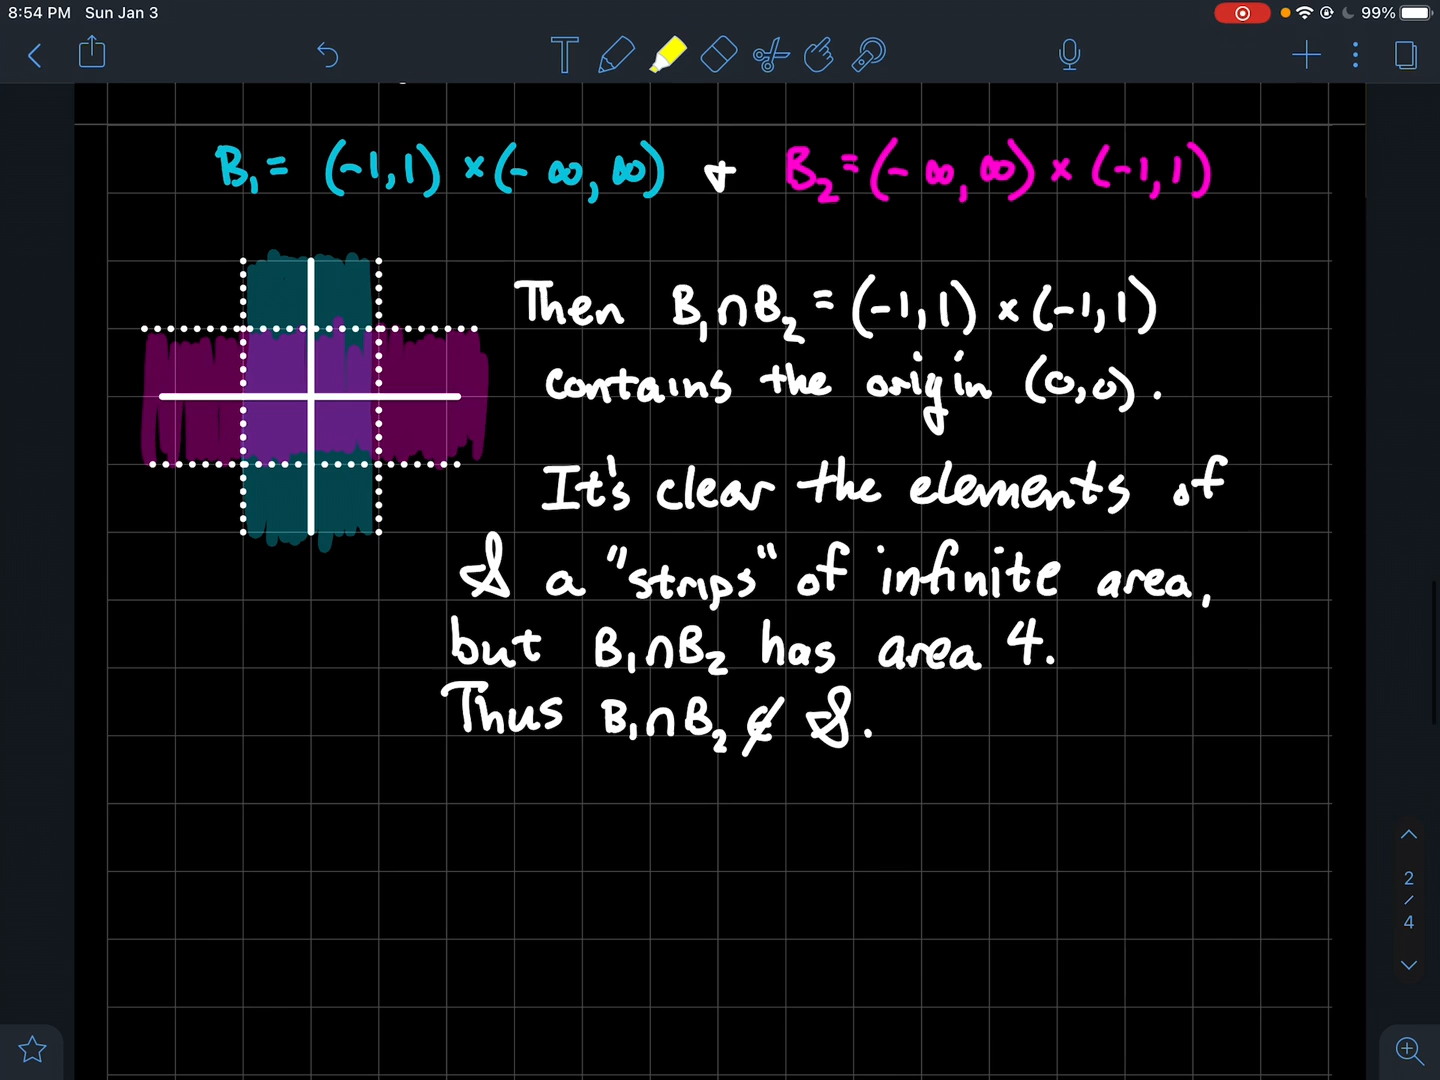 8:54 PM Sun Jan 3
99%
B₁ = (-1,1) × (-∞,∞) & B₂ = (-∞,∞) × (-1,1)
Then B₁∩B₂ = (-1,1) × (-1,1)
contains the origin (0,0).
It's clear the elements of
𝒮 a "strips" of infinite area,
but B₁∩B₂ has area 4.
Thus B₁∩B₂ ∉ 𝒮.
2
/
4